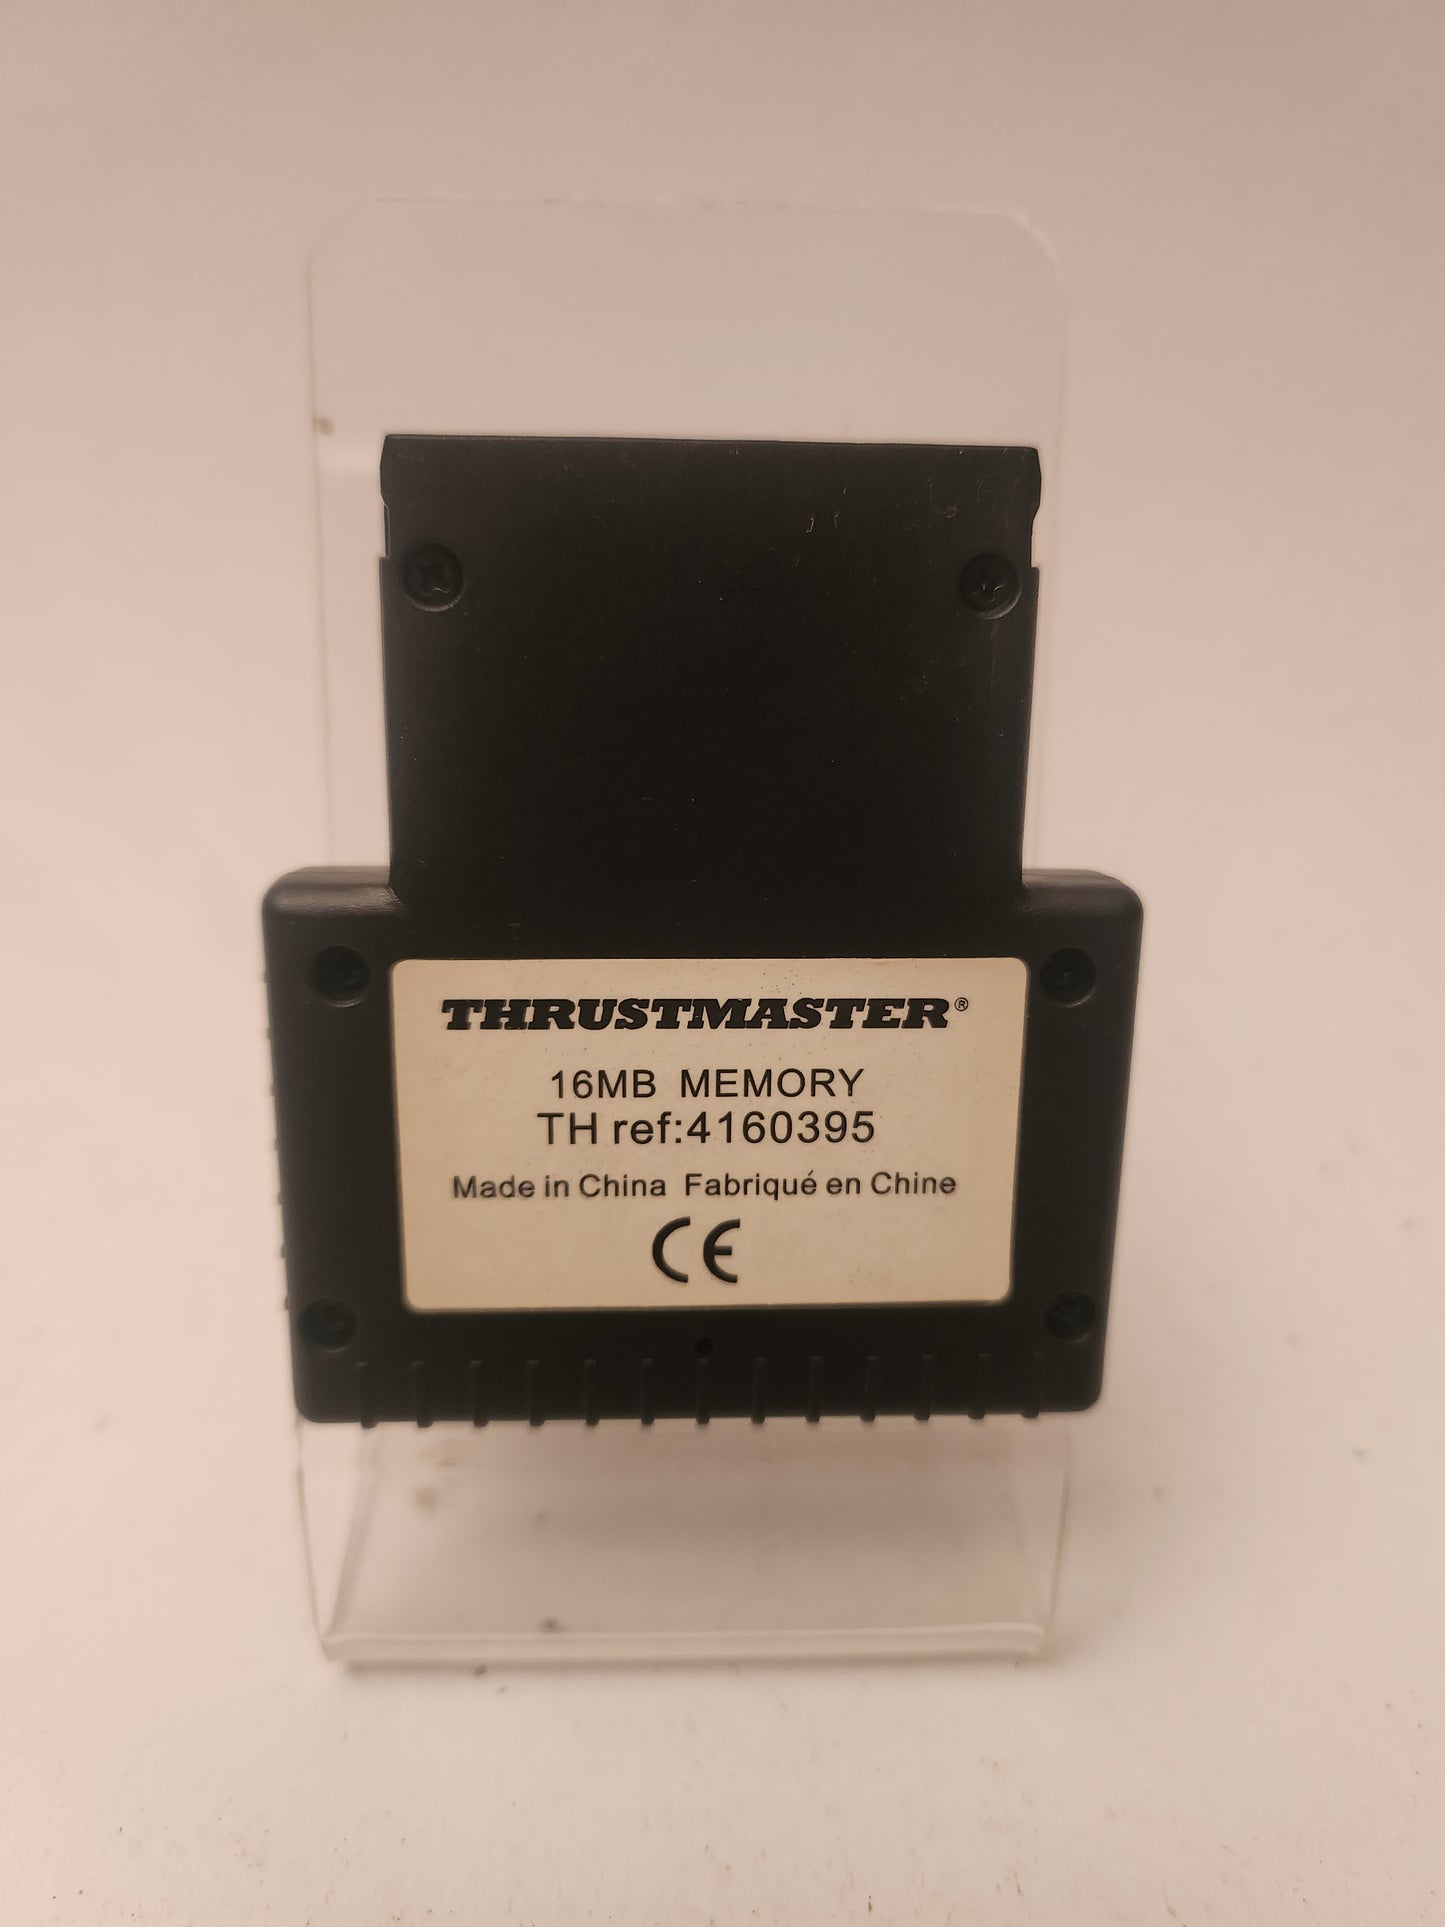 THRUSTMASTER®
16MB MEMORY
TH ref:4160395
Made in China Fabriqué en Chine
CE